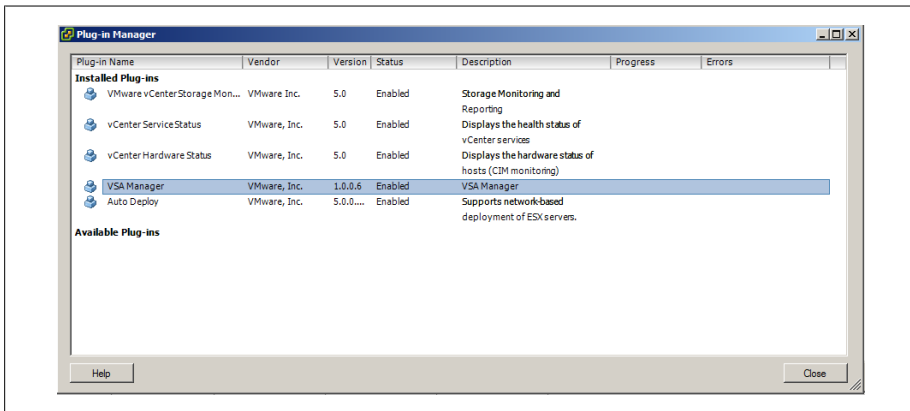 Plug-in Manager
Plug-in Name Vendor Version Status Description Progress Errors
Installed Plug-ins
VMware vCenter Storage Mon... VMware Inc. 5.0 Enabled Storage Monitoring and
Reporting
vCenter Service Status VMware, Inc. 5.0 Enabled Displays the health status of
vCenter services
vCenter Hardware Status VMware, Inc. 5.0 Enabled Displays the hardware status of
hosts (CIM monitoring)
VSA Manager VMware, Inc. 1.0.0.6 Enabled VSA Manager
Auto Deploy VMware, Inc. 5.0.0.... Enabled Supports network-based
deployment of ESX servers.
Available Plug-ins
Help Close